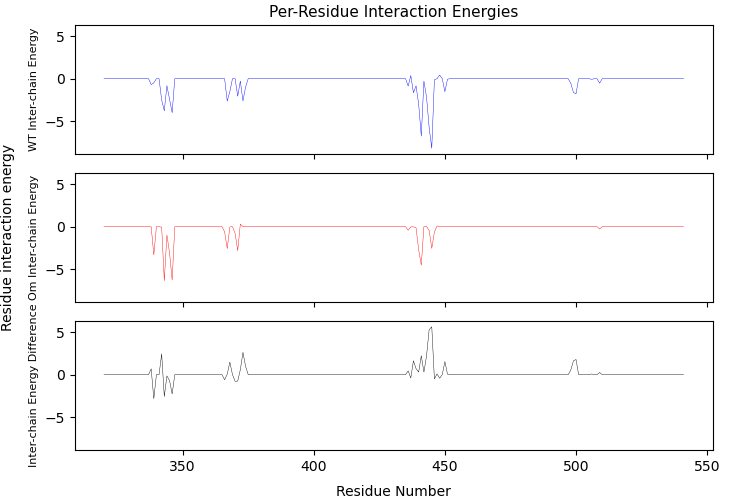 Per-Residue Interaction Energies
Residue interaction energy
WT Inter-chain Energy
5
0
−5
Om Inter-chain Energy
5
0
−5
Inter-chain Energy Difference
5
0
−5
350
400
450
500
550
Residue Number